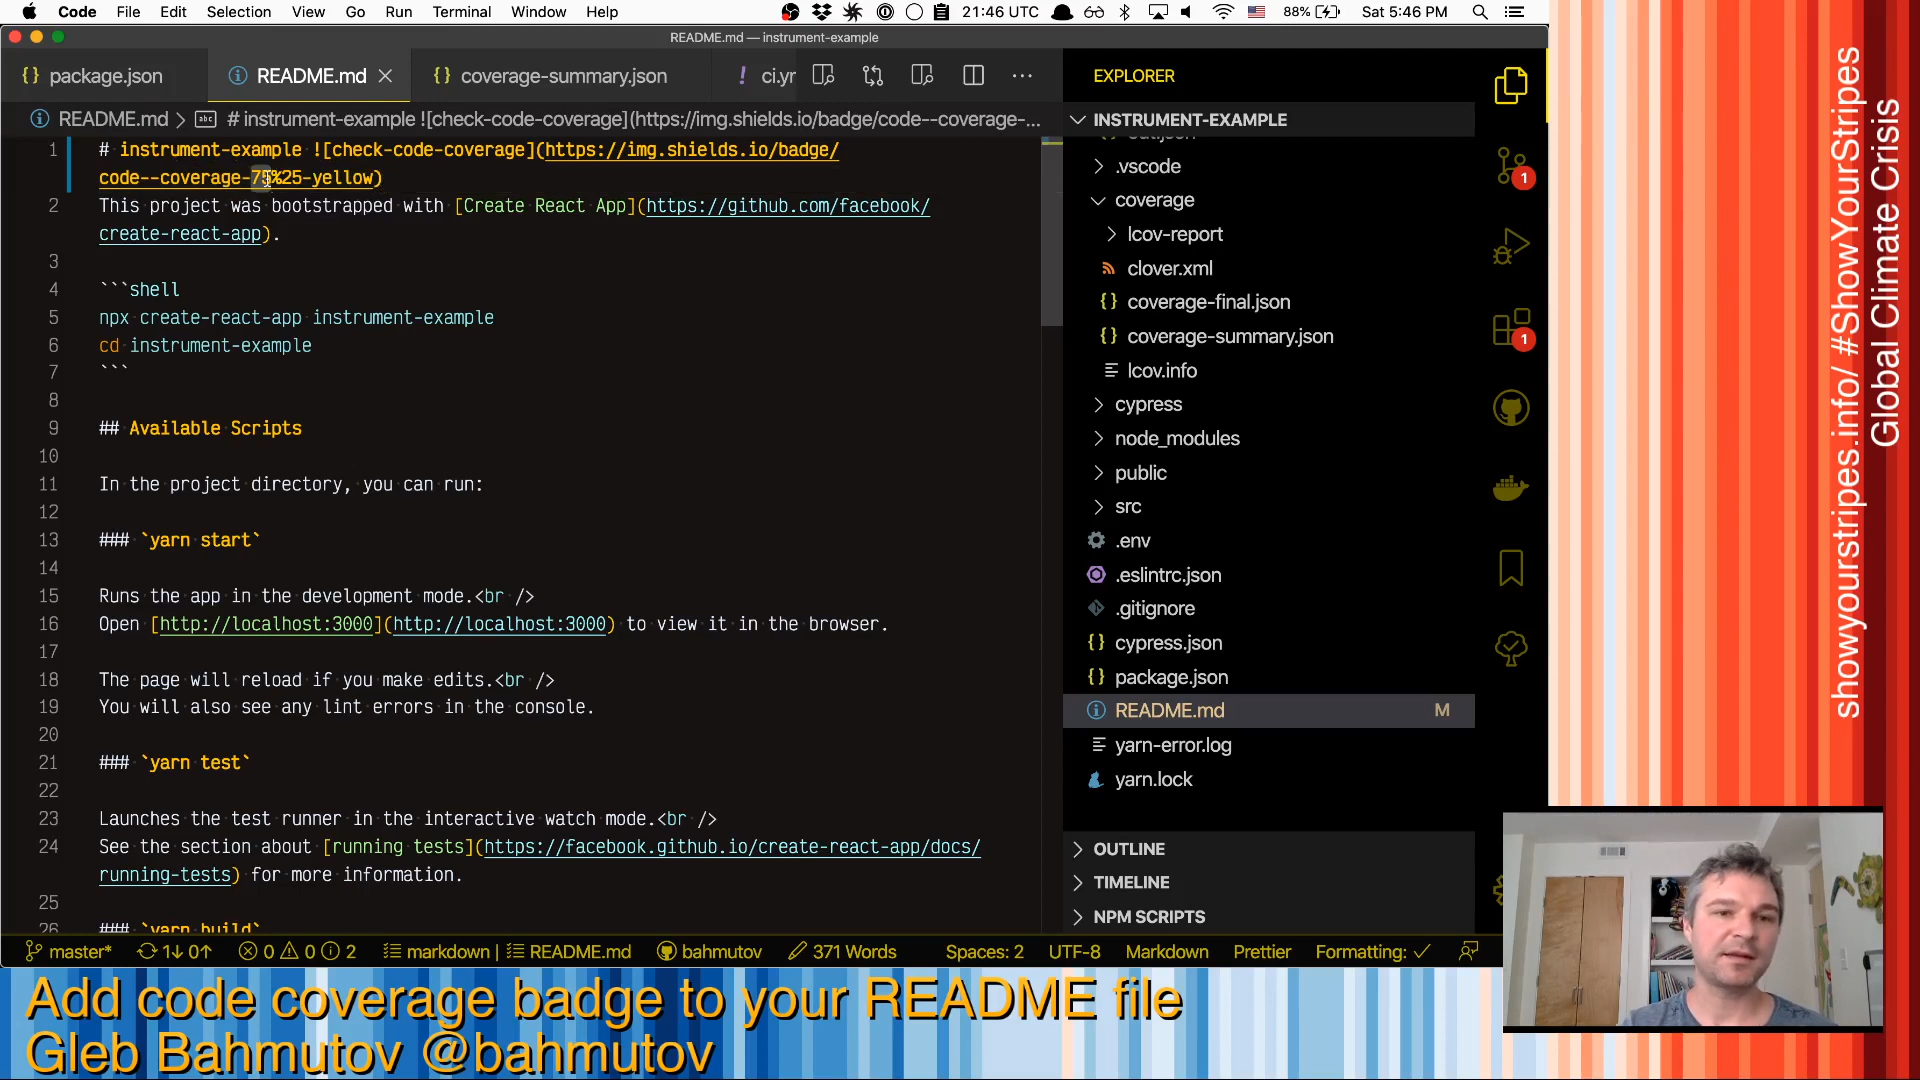 Code File Edit Selection View Go Run Terminal Window Help 21:46 UTC 88% Sat 5:46 PM
README.md — instrument-example
package.json README.md coverage-summary.json ci.yr
README.md > # instrument-example ![check-code-coverage](https://img.shields.io/badge/code--coverage-...
1 # instrument-example ![check-code-coverage](https://img.shields.io/badge/
code--coverage-75%25-yellow)
2 This project was bootstrapped with [Create React App](https://github.com/facebook/
create-react-app).
3
4 ```shell
5 npx create-react-app instrument-example
6 cd instrument-example
7 ```
8
9 ## Available Scripts
10
11 In the project directory, you can run:
12
13 ### `yarn start`
14
15 Runs the app in the development mode.<br />
16 Open [http://localhost:3000](http://localhost:3000) to view it in the browser.
17
18 The page will reload if you make edits.<br />
19 You will also see any lint errors in the console.
20
21 ### `yarn test`
22
23 Launches the test runner in the interactive watch mode.<br />
24 See the section about [running tests](https://facebook.github.io/create-react-app/docs/
running-tests) for more information.
25
26 ### `yarn build`
EXPLORER
INSTRUMENT-EXAMPLE
.vscode
coverage
lcov-report
clover.xml
coverage-final.json
coverage-summary.json
lcov.info
cypress
node_modules
public
src
.env
.eslintrc.json
.gitignore
cypress.json
package.json
README.md M
yarn-error.log
yarn.lock
OUTLINE
TIMELINE
NPM SCRIPTS
1
1
master* 1↓ 0↑ 0 0 2 markdown | README.md bahmutov 371 Words Spaces: 2 UTF-8 Markdown Prettier Formatting: ✓
showyourstripes.info/ #ShowYourStripes
Global Climate Crisis
Add code coverage badge to your README file
Gleb Bahmutov @bahmutov